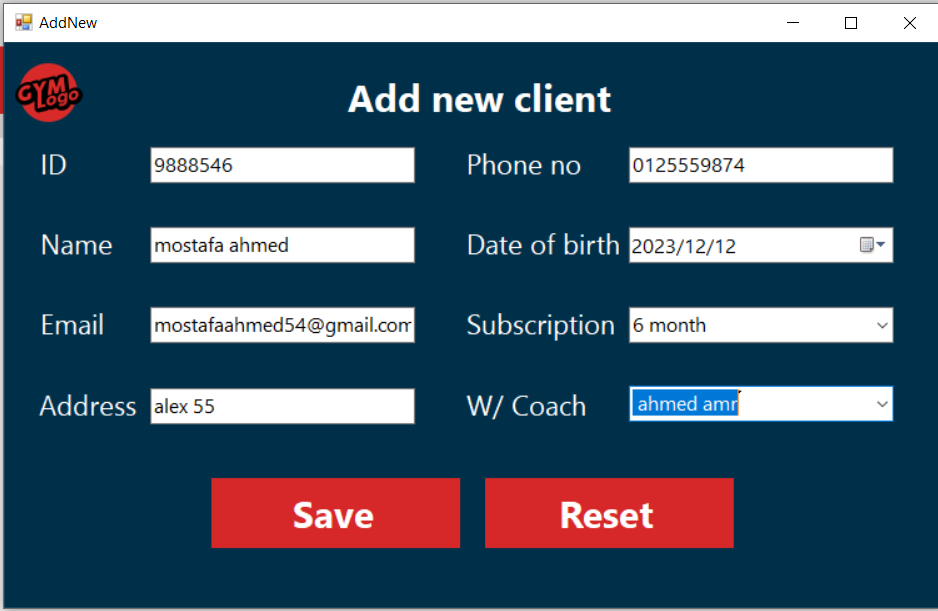 AddNew
GYM
Logo
Add new client
ID 9888546 Phone no 0125559874
Name mostafa ahmed Date of birth 2023/12/12
Email mostafaahmed54@gmail.com Subscription 6 month
Address alex 55 W/ Coach ahmed amr
Save Reset